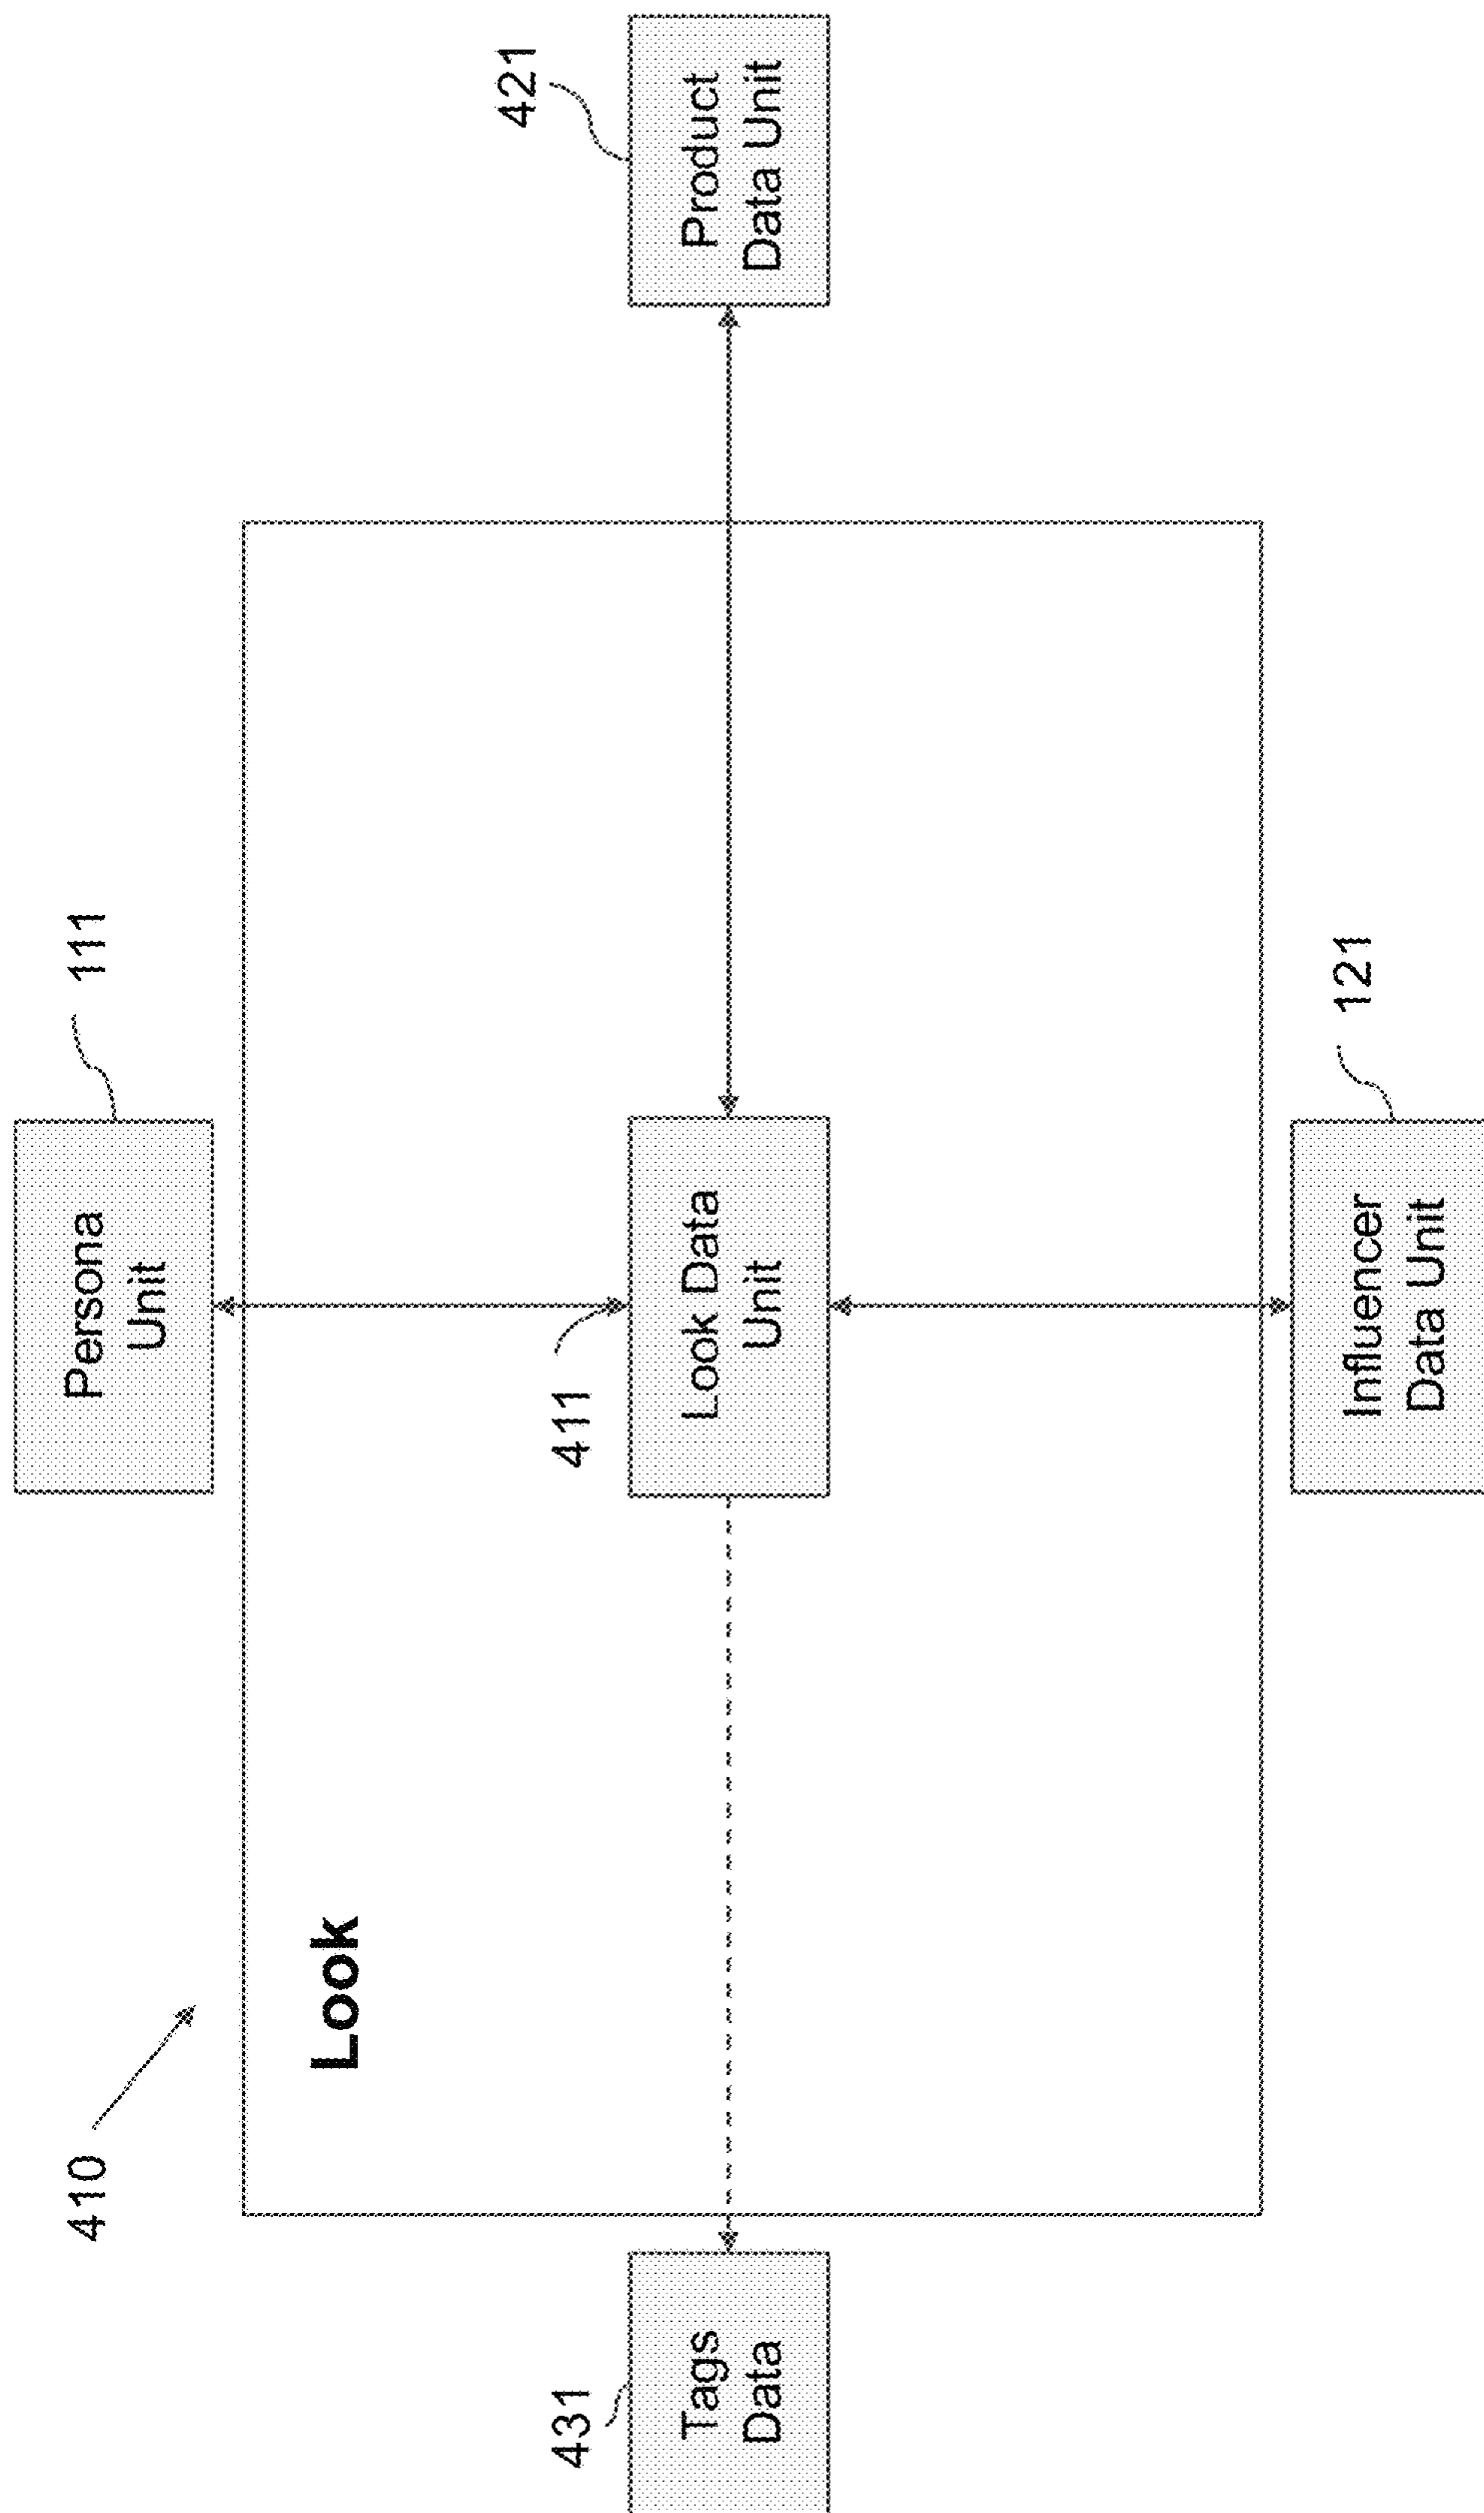 410
Look
111
Persona
Unit
431
Tags
Data
411
Look Data
Unit
421
Product
Data Unit
121
Influencer
Data Unit